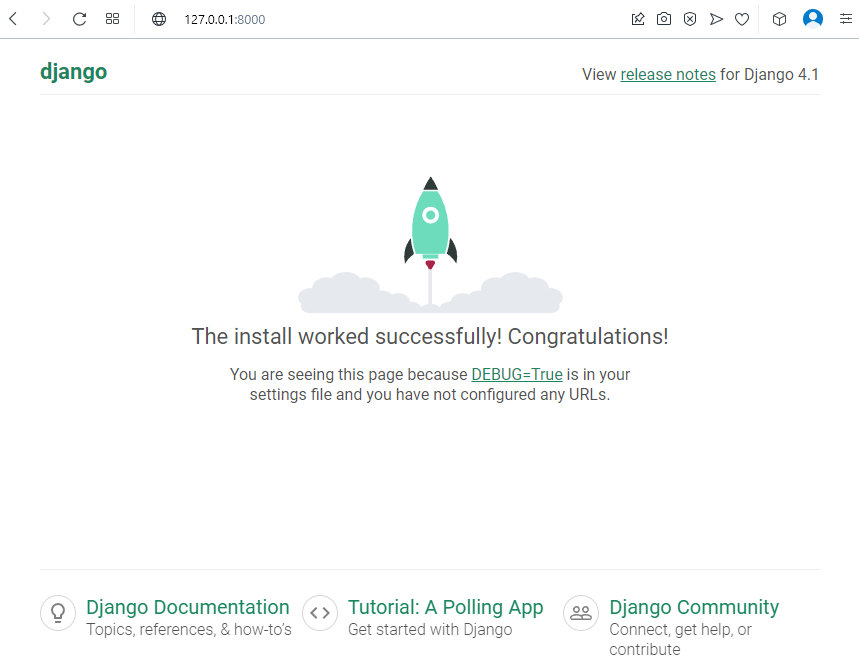 127.0.0.1:8000
django
View release notes for Django 4.1
The install worked successfully! Congratulations!
You are seeing this page because DEBUG=True is in your
settings file and you have not configured any URLs.
Django Documentation
Topics, references, & how-to’s
Tutorial: A Polling App
Get started with Django
Django Community
Connect, get help, or
contribute